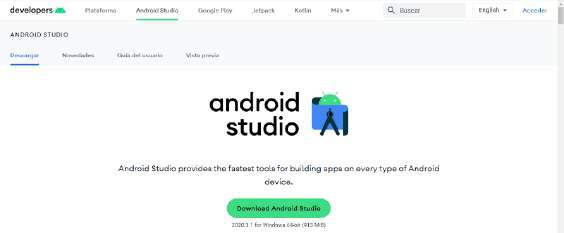 developers
Plataforma Android Studio Google Play Jetpack Kotlin Más Buscar English Acceder
ANDROID STUDIO
Descargar Novedades Guía del usuario Vista previa
android
studio
Android Studio provides the fastest tools for building apps on every type of Android
device.
Download Android Studio
2020.3.1 for Windows 64-bit (913 MiB)